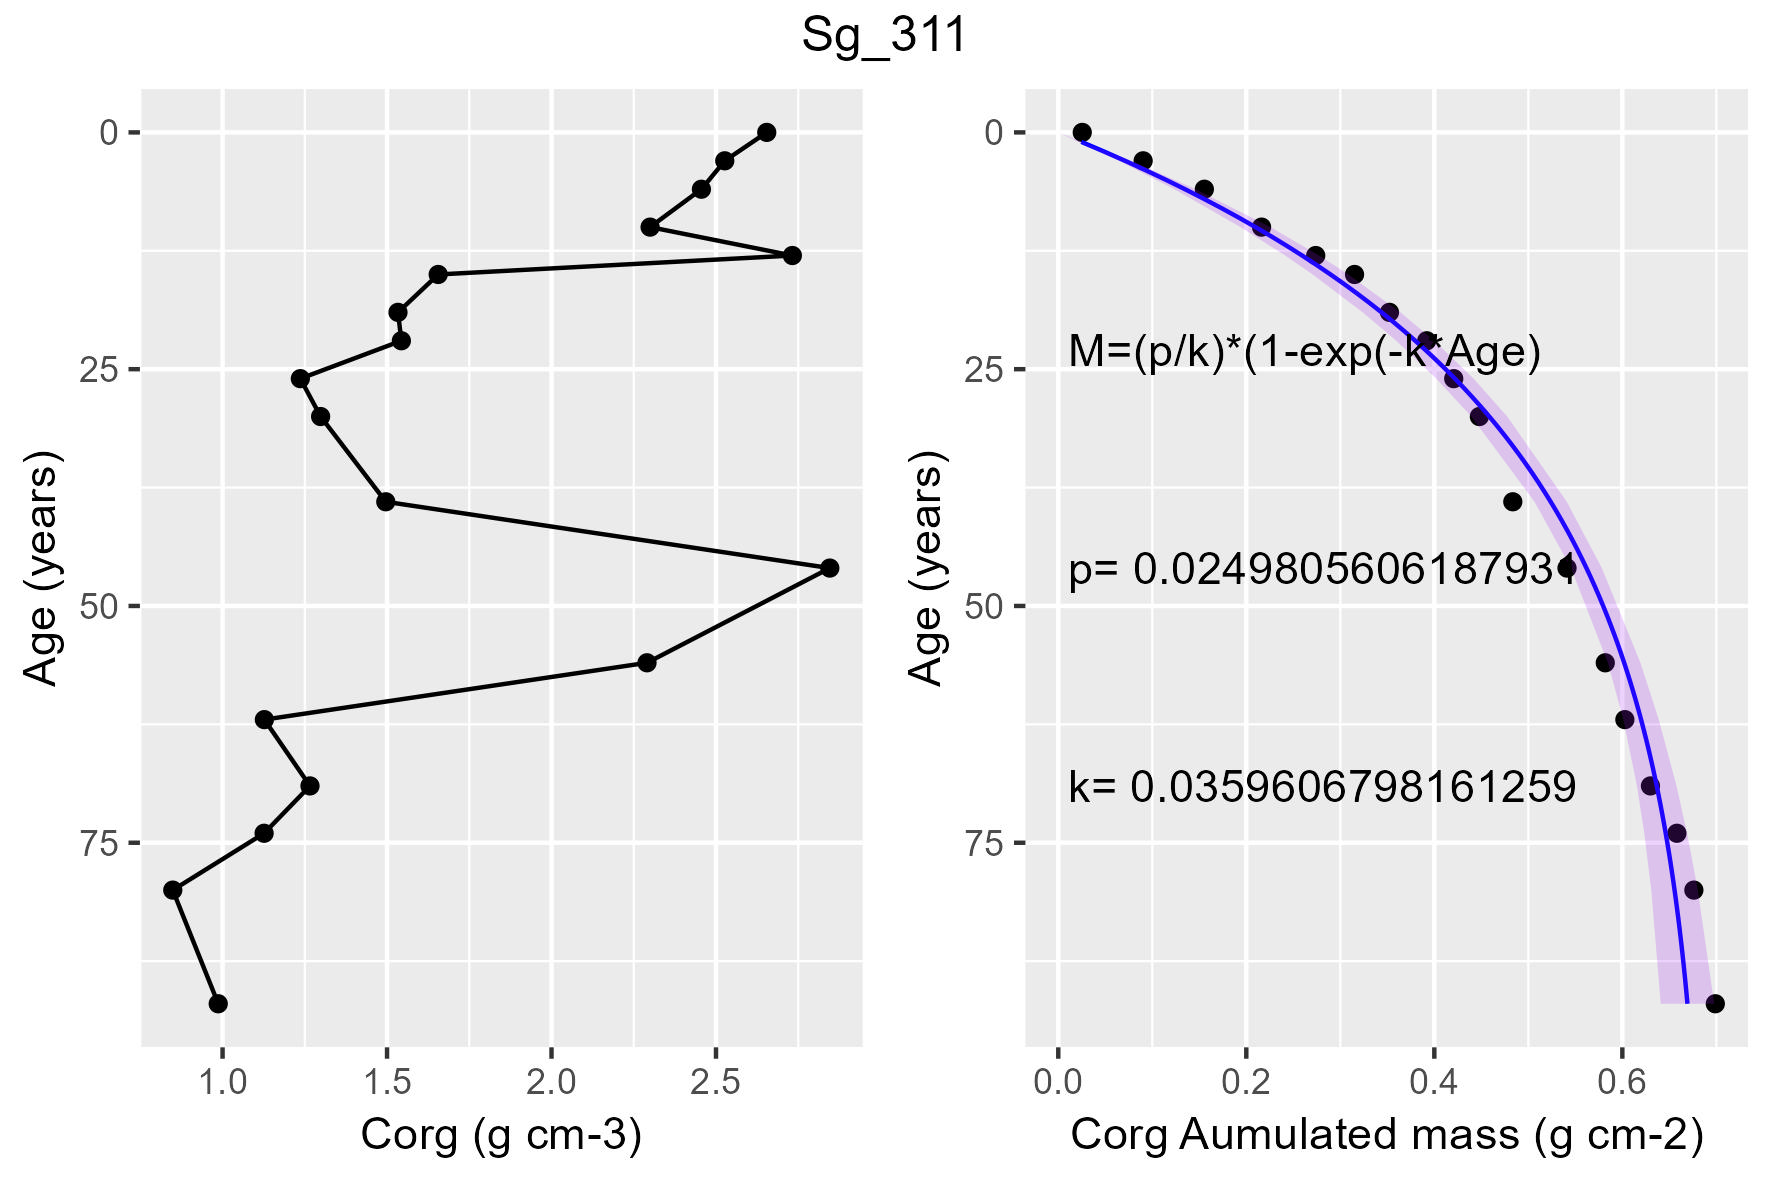 Sg_311
0
25
50
75
Age (years)
1.0
1.5
2.0
2.5
Corg (g cm-3)
0
25
50
75
Age (years)
M=(p/k)*(1-exp(-k*Age)
p= 0.0249805606187934
k= 0.0359606798161259
0.0
0.2
0.4
0.6
Corg Aumulated mass (g cm-2)